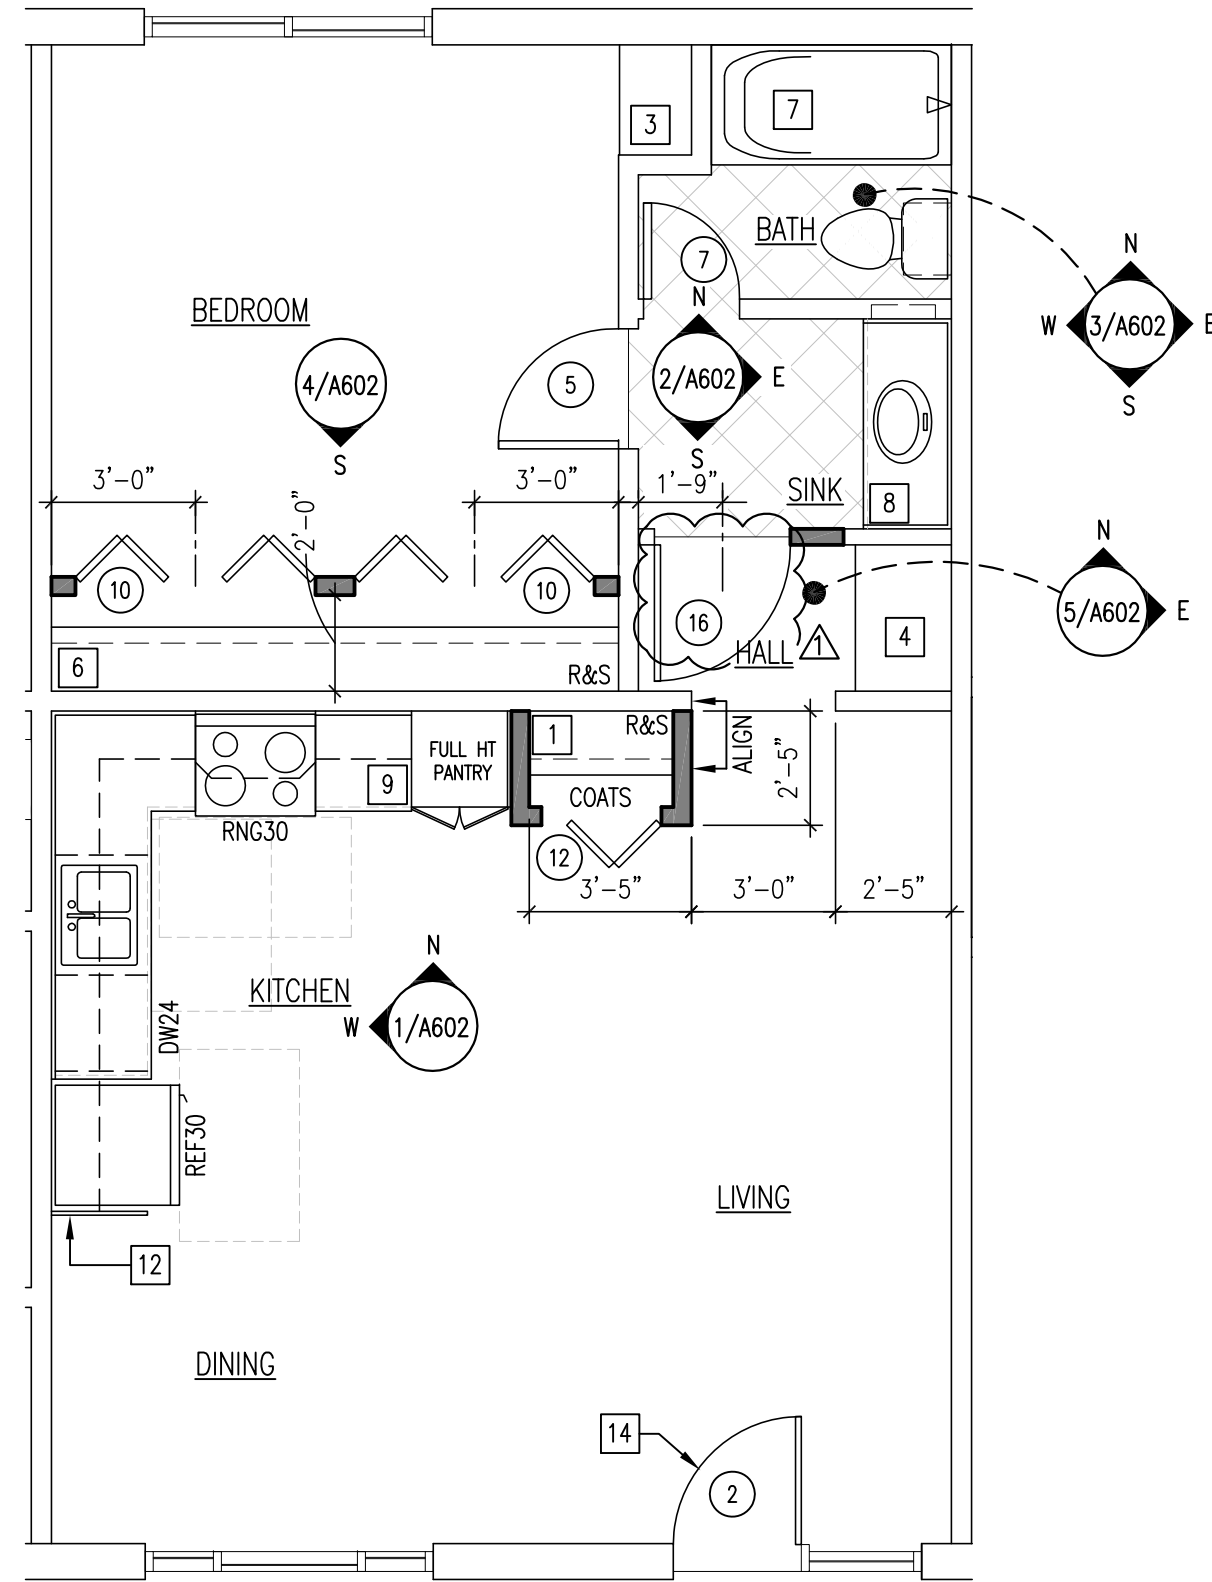 7
3
BATH
7
N
W
3/A602
E
S
BEDROOM
N
4/A602
S
5
2/A602
E
S
3'-0"
3'-0"
1'-9"
2'-0"
SINK
8
N
10
10
5/A602
E
16
4
HALL
1
6
R&S
R&S
1
ALIGN
FULL HT
PANTRY
9
COATS
2'-5"
RNG30
12
3'-5"
3'-0"
2'-5"
N
KITCHEN
W
1/A602
DW24
REF30
LIVING
12
DINING
14
2